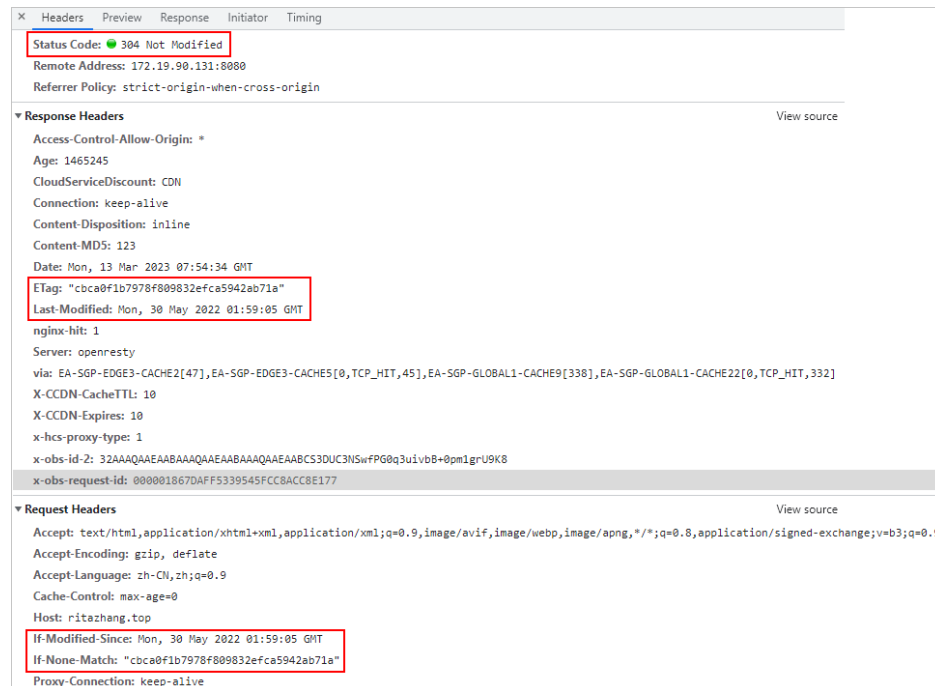 × Headers Preview Response Initiator Timing
Status Code: 304 Not Modified
Remote Address: 172.19.90.131:8080
Referrer Policy: strict-origin-when-cross-origin
Response Headers View source
Access-Control-Allow-Origin: *
Age: 1465245
CloudServiceDiscount: CDN
Connection: keep-alive
Content-Disposition: inline
Content-MD5: 123
Date: Mon, 13 Mar 2023 07:54:34 GMT
ETag: "cbca0f1b7978f809832efca5942ab71a"
Last-Modified: Mon, 30 May 2022 01:59:05 GMT
nginx-hit: 1
Server: openresty
via: EA-SGP-EDGE3-CACHE2[47],EA-SGP-EDGE3-CACHE5[0,TCP_HIT,45],EA-SGP-GLOBAL1-CACHE9[338],EA-SGP-GLOBAL1-CACHE22[0,TCP_HIT,332]
X-CCDN-CacheTTL: 10
X-CCDN-Expires: 10
x-hcs-proxy-type: 1
x-obs-id-2: 32AAAQAAEAABAAAQAAEAABAAAQAAEAABCS3DUC3NSwfPG0q3uivbB+0pm1grU9K8
x-obs-request-id: 000001867DAFF5339545FCC8ACC8E177
Request Headers View source
Accept: text/html,application/xhtml+xml,application/xml;q=0.9,image/avif,image/webp,image/apng,*/*;q=0.8,application/signed-exchange;v=b3;q=0.9
Accept-Encoding: gzip, deflate
Accept-Language: zh-CN,zh;q=0.9
Cache-Control: max-age=0
Host: ritazhang.top
If-Modified-Since: Mon, 30 May 2022 01:59:05 GMT
If-None-Match: "cbca0f1b7978f809832efca5942ab71a"
Proxy-Connection: keep-alive